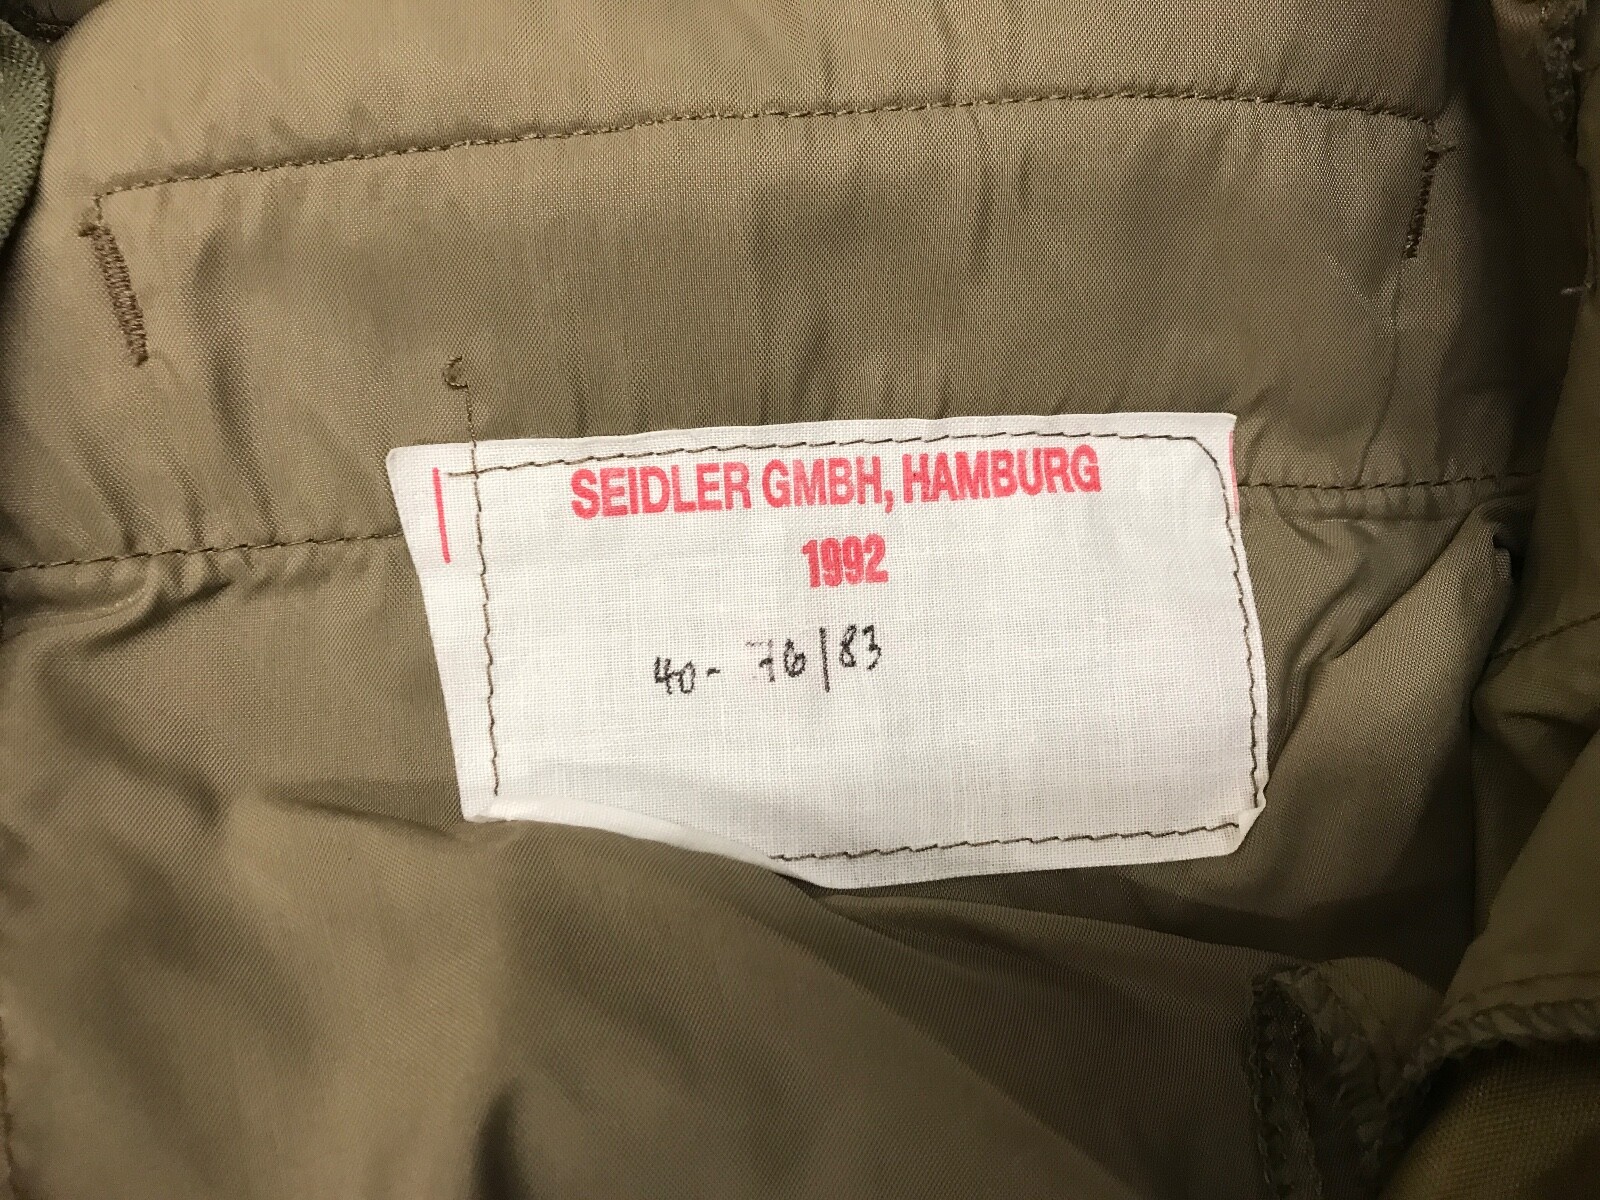 SEIDLER GMBH, HAMBURG
1992
40- 76/83